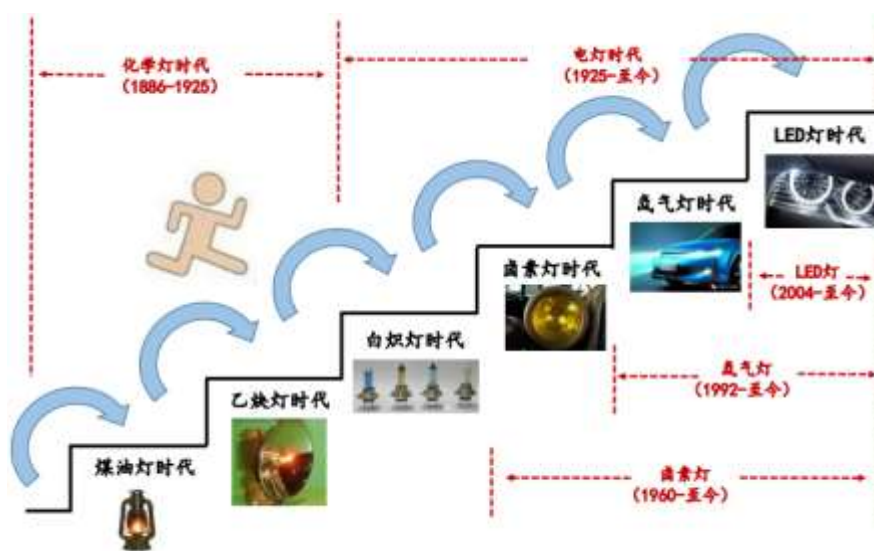 化学灯时代
(1886-1925)
电灯时代
(1925-至今)
LED灯时代
氙气灯时代
卤素灯时代
LED灯
(2004-至今)
白炽灯时代
氙气灯
(1992-至今)
乙炔灯时代
煤油灯时代
卤素灯
(1960-至今)